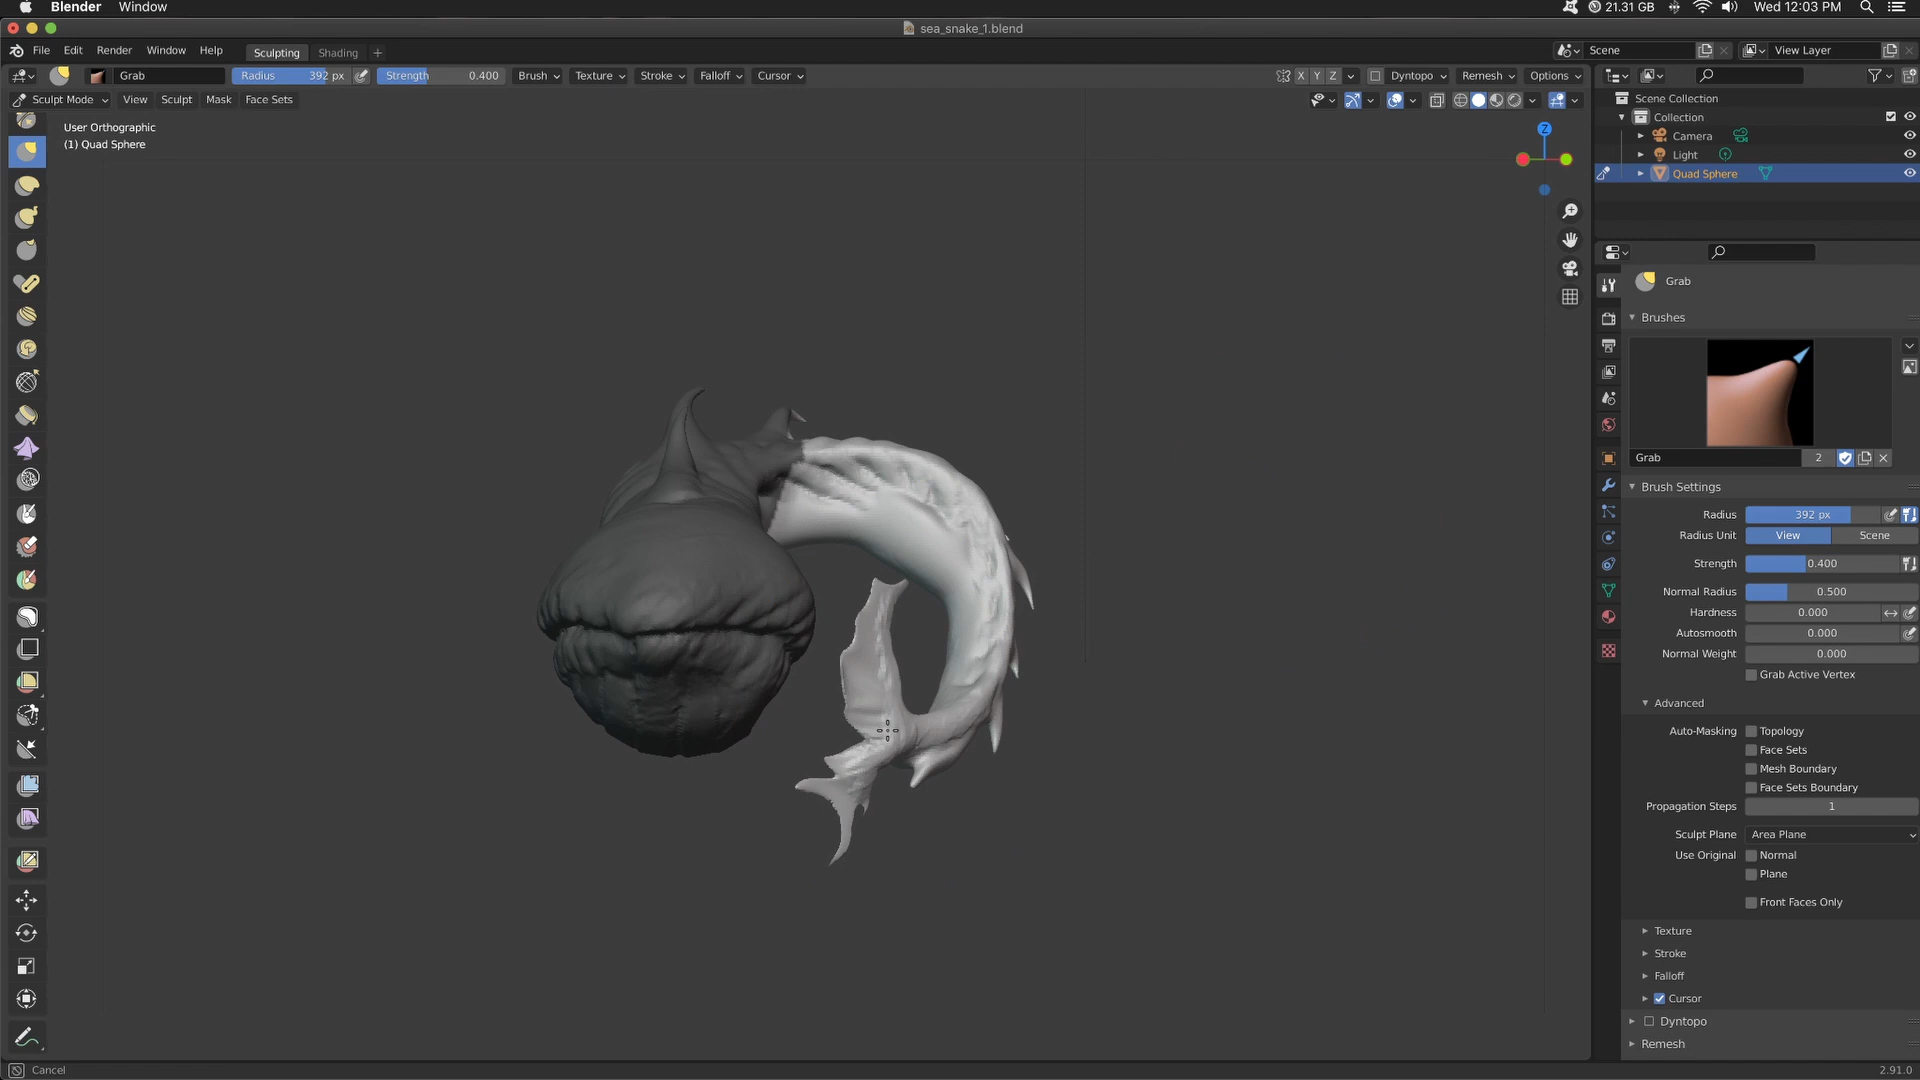 Blender Window 21.31 GB Wed 12:03 PM
sea_snake_1.blend
File Edit Render Window Help Sculpting Shading + Scene View Layer
Grab Radius 392 px Strength 0.400 Brush Texture Stroke Falloff Cursor X Y Z Dyntopo Remesh Options
Sculpt Mode View Sculpt Mask Face Sets
User Orthographic
(1) Quad Sphere
Z
Scene Collection
Collection
Camera
Light
Quad Sphere
Grab
Brushes
Grab 2
Brush Settings
Radius 392 px
Radius Unit View Scene
Strength 0.400
Normal Radius 0.500
Hardness 0.000
Autosmooth 0.000
Normal Weight 0.000
Grab Active Vertex
Advanced
Auto-Masking Topology
Face Sets
Mesh Boundary
Face Sets Boundary
Propagation Steps 1
Sculpt Plane Area Plane
Use Original Normal
Plane
Front Faces Only
Texture
Stroke
Falloff
Cursor
Dyntopo
Remesh
Cancel 2.91.0